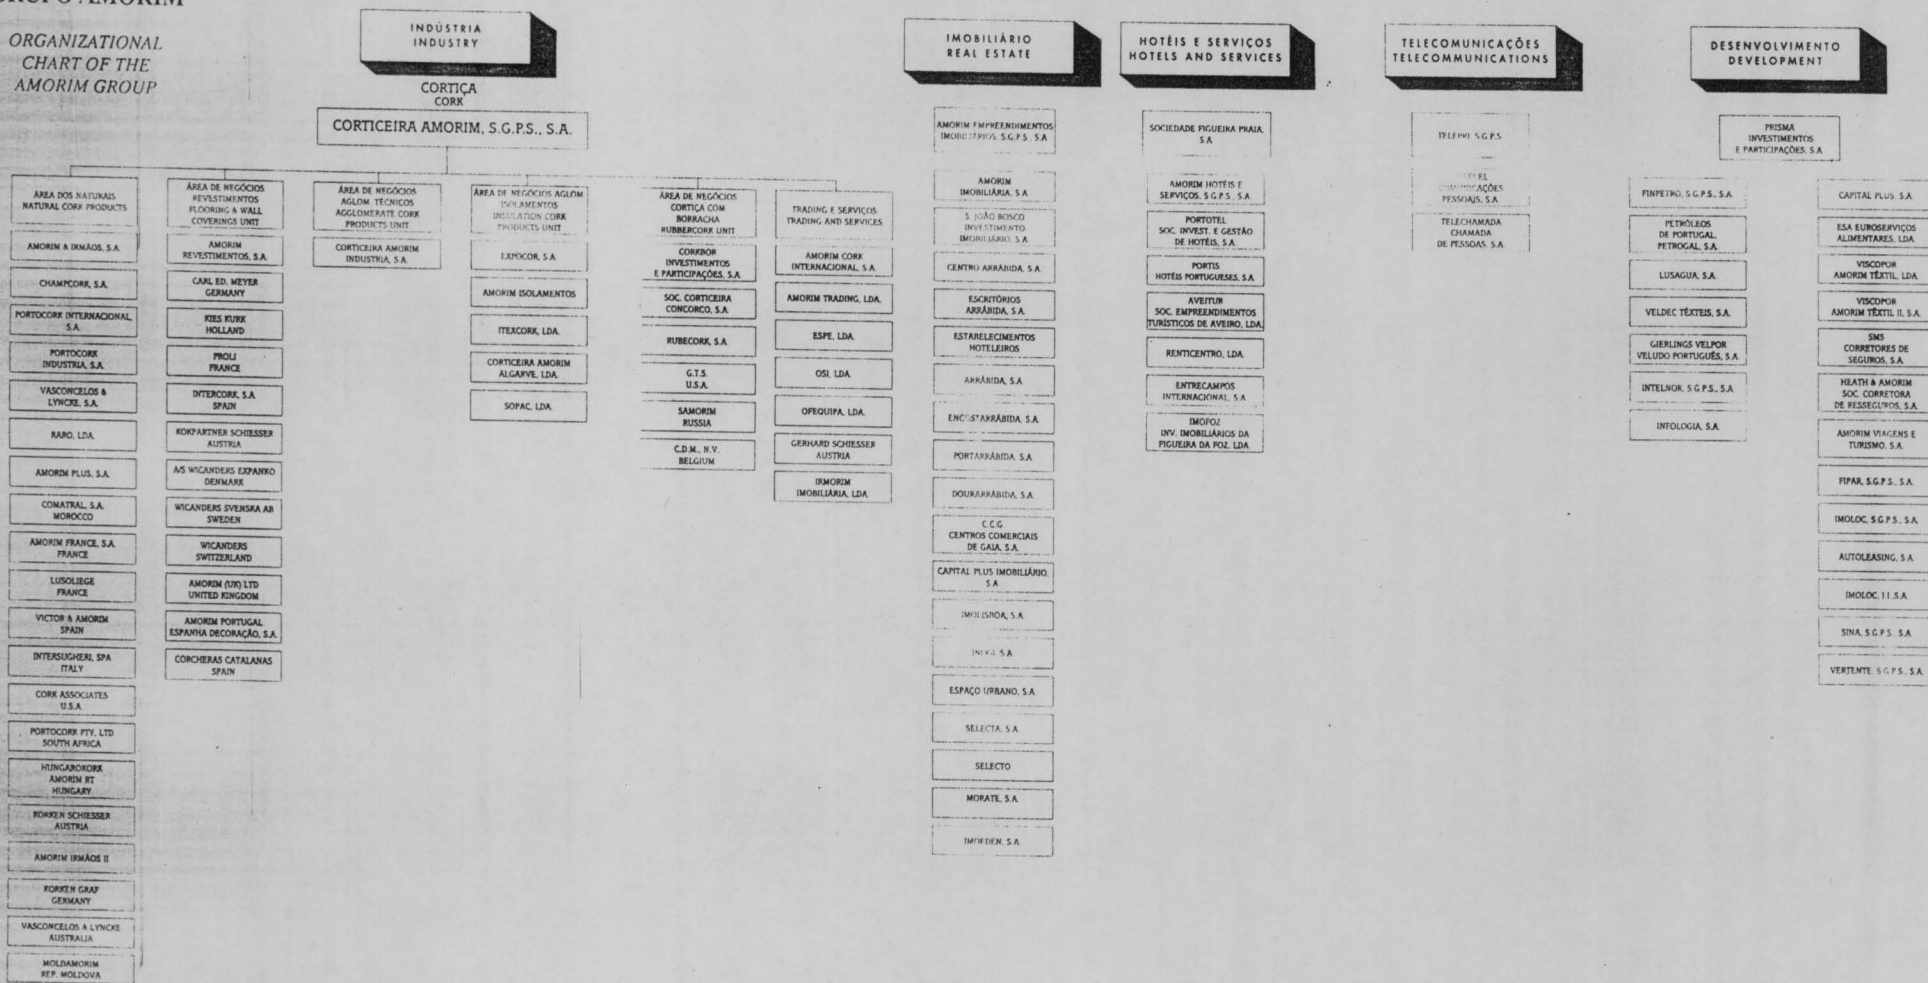 GRUPO AMORIM
ORGANIZATIONAL
CHART OF THE
AMORIM GROUP
INDÚSTRIA
INDUSTRY
CORTIÇA
CORK
CORTICEIRA AMORIM, S.G.P.S., S.A.
ÁREA DOS NATURAIS
NATURAL CORK PRODUCTS
AMORIM & IRMÃOS, S.A.
CHAMPCORK, S.A.
PORTOCORK INTERNACIONAL,
S.A.
PORTOCORK
INDUSTRIA, S.A.
VASCONCELOS &
LYNCKE, S.A.
RARO, LDA.
AMORIM PLUS, S.A.
COMATRAL, S.A.
MOROCCO
AMORIM FRANCE, S.A.
FRANCE
LUSOLIEGE
FRANCE
VICTOR & AMORIM
SPAIN
INTERSUGHERI, SPA
ITALY
CORK ASSOCIATES
U.S.A.
PORTOCORK PTY, LTD
SOUTH AFRICA
HUNGAROKORK
AMORIM RT
HUNGARY
KORKEN SCHIESSER
AUSTRIA
AMORIM IRMÃOS II
KORKEN GRAF
GERMANY
VASCONCELOS & LYNCKE
AUSTRALIA
MOLDAMORIM
REP. MOLDOVA
ÁREA DE NEGÓCIOS
REVESTIMENTOS
FLOORING & WALL
COVERINGS UNIT
AMORIM
REVESTIMENTOS, S.A.
CARL ED. MEYER
GERMANY
KIES KURK
HOLLAND
PROLI
FRANCE
INTERCORK, S.A.
SPAIN
KOKPARTNER SCHIESSER
AUSTRIA
A/S WICANDERS EXPANKO
DENMARK
WICANDERS SVENSKA AB
SWEDEN
WICANDERS
SWITZERLAND
AMORIM (UK) LTD
UNITED KINGDOM
AMORIM PORTUGAL
ESPANHA DECORAÇÃO, S.A.
CORCHERAS CATALANAS
SPAIN
ÁREA DE NEGÓCIOS
AGLOM. TÉCNICOS
AGGLOMERATE CORK
PRODUCTS UNIT
CORTICEIRA AMORIM
INDUSTRIA, S.A.
ÁREA DE NEGÓCIOS AGLOM
ISOLAMENTOS
INSULATION CORK
PRODUCTS UNIT
EXPOCOR, S.A.
AMORIM ISOLAMENTOS
ITEXCORK, LDA.
CORTICEIRA AMORIM
ALGARVE, LDA.
SOPAC, LDA.
ÁREA DE NEGÓCIOS
CORTIÇA COM
BORRACHA
RUBBERCORK UNIT
CORKBOR
INVESTIMENTOS
E PARTICIPAÇÕES, S.A.
SOC. CORTICEIRA
CONCORCO, S.A.
RUBECORK, S.A.
G.T.S.
U.S.A.
SAMORIM
RUSSIA
C.D.M., N.V.
BELGIUM
TRADING E SERVIÇOS
TRADING AND SERVICES
AMORIM CORK
INTERNACIONAL, S.A.
AMORIM TRADING, LDA.
ESPE, LDA.
OSI, LDA.
OFEQUIPA, LDA.
GERHARD SCHIESSER
AUSTRIA
IRMORIM
IMOBILIÁRIA, LDA.
IMOBILIÁRIO
REAL ESTATE
AMORIM EMPREENDIMENTOS
IMOBILIÁRIOS, S.G.P.S., S.A.
AMORIM
IMOBILIÁRIA, S.A.
S. JOÃO BOSCO
INVESTIMENTO
IMOBILIÁRIO, S.A.
CENTRO ARRÁBIDA, S.A.
ESCRITÓRIOS
ARRÁBIDA, S.A.
ESTABELECIMENTOS
HOTELEIROS
ARRÁBIDA, S.A.
ENCOSTARRÁBIDA, S.A.
PORTARRÁBIDA, S.A.
DOURARRÁBIDA, S.A.
C.C.G.
CENTROS COMERCIAIS
DE GAIA, S.A.
CAPITAL PLUS IMOBILIÁRIO,
S.A.
IMOLISBOA, S.A.
S.A.
ESPAÇO URBANO, S.A.
SELECTA, S.A.
SELECTO
MORATE, S.A.
IMOEDEN, S.A.
HOTÉIS E SERVIÇOS
HOTELS AND SERVICES
SOCIEDADE FIGUEIRA PRAIA,
S.A.
AMORIM HOTÉIS E
SERVIÇOS, S.G.P.S., S.A.
PORTOTEL
SOC. INVEST. E GESTÃO
DE HOTÉIS, S.A.
PORTIS
HOTÉIS PORTUGUESES, S.A.
AVEITUR
SOC. EMPREENDIMENTOS
TURÍSTICOS DE AVEIRO, LDA.
RENTICENTRO, LDA.
ENTRECAMPOS
INTERNACIONAL, S.A.
IMOFOZ
INV. IMOBILIÁRIOS DA
FIGUEIRA DA FOZ, LDA.
TELECOMUNICAÇÕES
TELECOMMUNICATIONS
TELEPRI, S.G.P.S.
COMUNICAÇÕES
PESSOAIS, S.A.
TELECHAMADA
CHAMADA
DE PESSOAS, S.A.
DESENVOLVIMENTO
DEVELOPMENT
PRISMA
INVESTIMENTOS
E PARTICIPAÇÕES, S.A.
FINPETRO, S.G.P.S., S.A.
PETRÓLEOS
DE PORTUGAL,
PETROGAL, S.A.
LUSAGUA, S.A.
VELDEC TÊXTEIS, S.A.
GIERLINGS VELPOR
VELUDO PORTUGUÊS, S.A.
INTELNOR, S.G.P.S., S.A.
INFOLOGIA, S.A.
CAPITAL PLUS, S.A.
ESA EUROSERVIÇOS
ALIMENTARES, LDA.
VISCOPOR
AMORIM TÊXTIL, LDA.
VISCOPOR
AMORIM TÊXTIL II, S.A.
SMS
CORRETORES DE
SEGUROS, S.A.
HEATH & AMORIM
SOC. CORRETORA
DE RESSEGUROS, S.A.
AMORIM VIAGENS E
TURISMO, S.A.
FIPAR, S.G.P.S., S.A.
IMOLOC, S.G.P.S., S.A.
AUTOLEASING, S.A.
IMOLOC, II, S.A.
SINA, S.G.P.S., S.A.
VERTENTE, S.G.P.S., S.A.